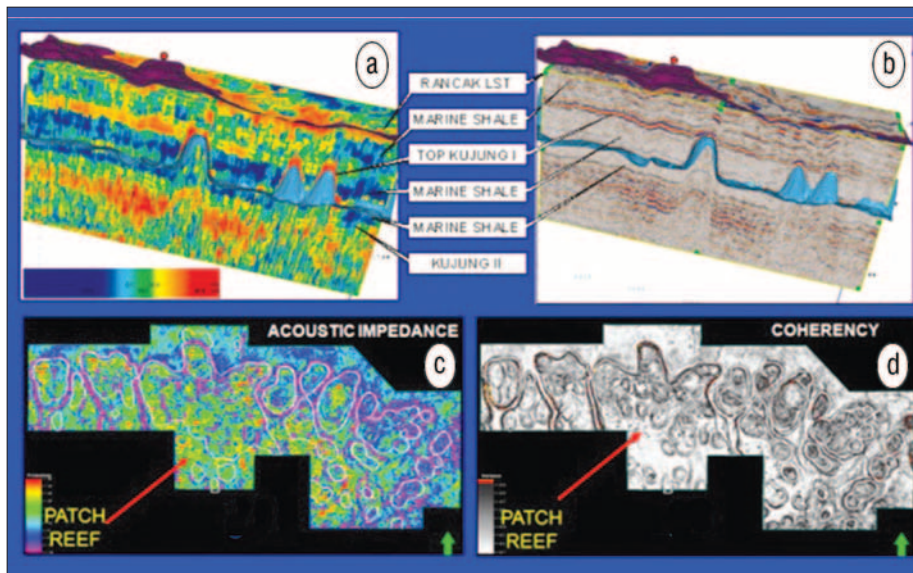 a
b
RANCAK LST
MARINE SHALE
TOP KUJUNG I
MARINE SHALE
MARINE SHALE
KUJUNG II
ACOUSTIC IMPEDANCE
c
COHERENCY
d
PATCH
REEF
PATCH
REEF